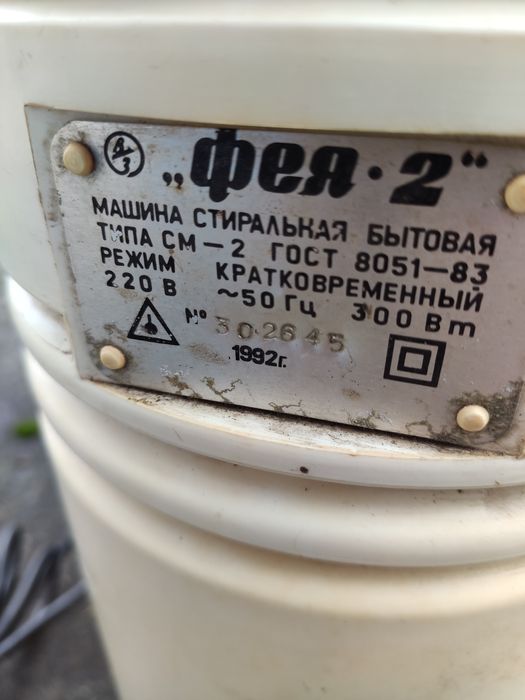 „фея·2"
МАШИНА СТИРАЛЬНАЯ БЫТОВАЯ
ТИПА СМ-2 ГОСТ 8051-83
РЕЖИМ КРАТКОВРЕМЕННЫЙ
220 В ~50 Гц 300 Вт
№ 302645
1992г.